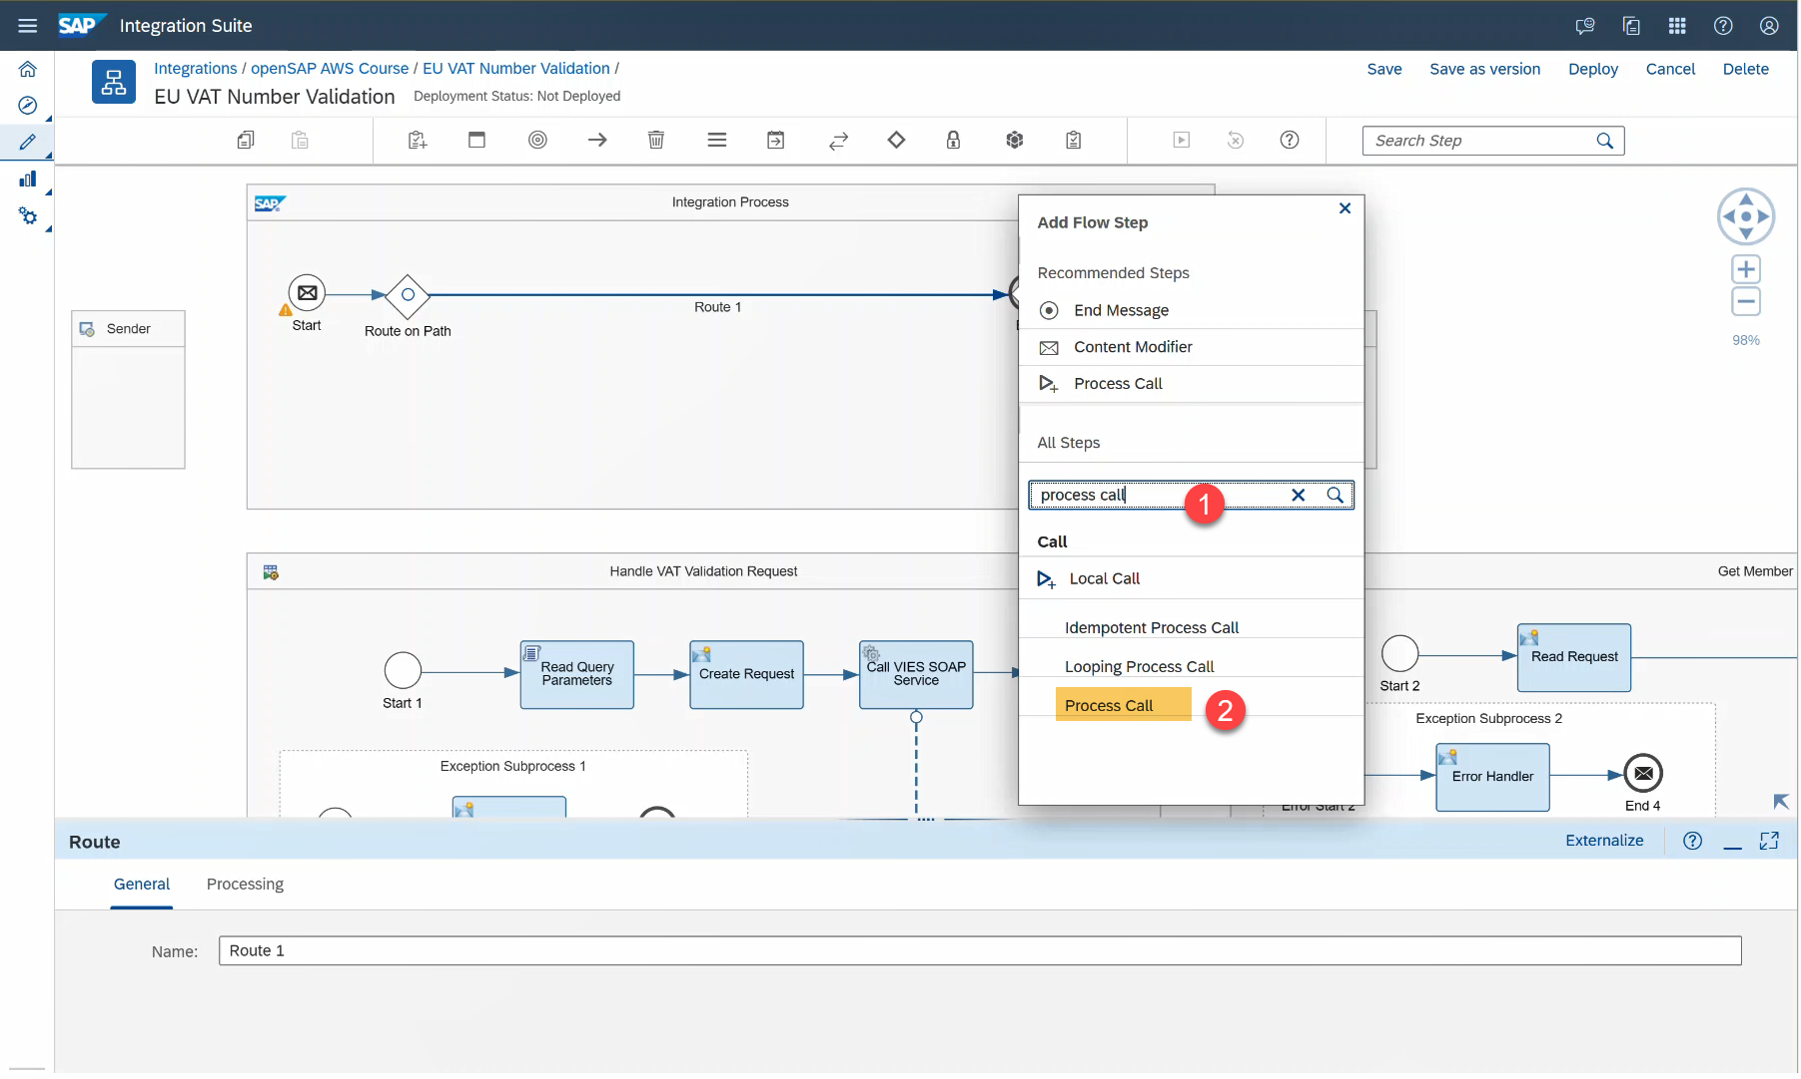 SAP Integration Suite
Integrations / openSAP AWS Course / EU VAT Number Validation /
EU VAT Number Validation Deployment Status: Not Deployed
Save Save as version Deploy Cancel Delete
Search Step
SAP Integration Process
Sender
Start
Route on Path
Route 1
98%
Add Flow Step
Recommended Steps
End Message
Content Modifier
Process Call
All Steps
process call
1
Call
Local Call
Idempotent Process Call
Looping Process Call
Process Call
2
Handle VAT Validation Request
Start 1
Read Query
Parameters
Create Request
Call VIES SOAP
Service
Exception Subprocess 1
Get Member
Start 2
Read Request
Exception Subprocess 2
Error Start 2
Error Handler
End 4
Route
Externalize
General Processing
Name: Route 1